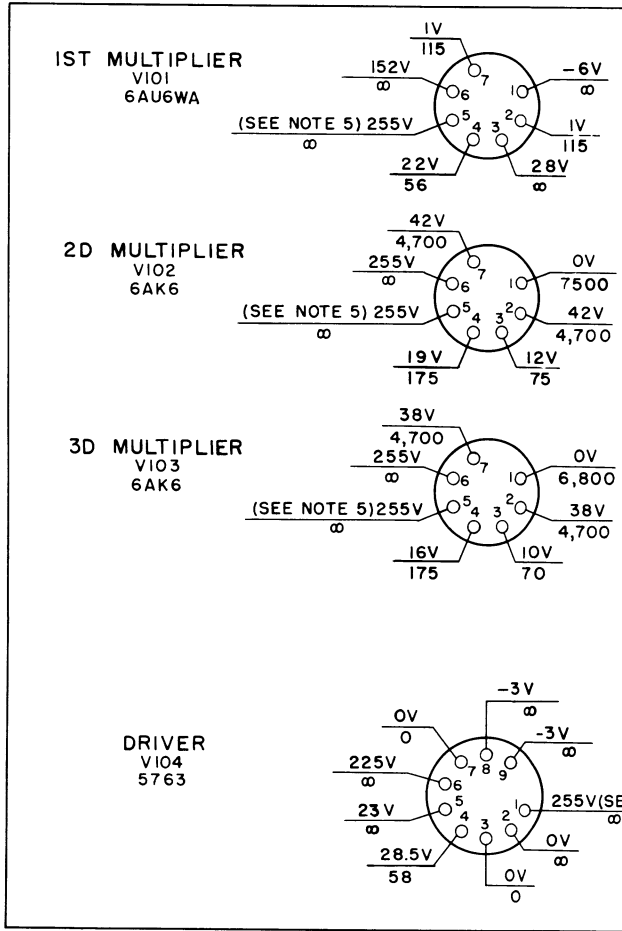 1ST MULTIPLIER
V101
6AU6WA
1V
115
7
152V
∞
6
1
-6V
∞
(SEE NOTE 5) 255V
∞
5
2
1V
115
4
3
22V
56
28V
∞
2D MULTIPLIER
V102
6AK6
42V
4,700
7
255V
∞
6
1
0V
7500
(SEE NOTE 5) 255V
∞
5
2
42V
4,700
4
3
19V
175
12V
75
3D MULTIPLIER
V103
6AK6
38V
4,700
7
255V
∞
6
1
0V
6,800
(SEE NOTE 5) 255V
∞
5
2
38V
4,700
4
3
16V
175
10V
70
DRIVER
V104
5763
-3V
∞
0V
0
7
8
9
-3V
∞
225V
∞
6
23V
∞
5
1
255V (SE
∞
4
3
2
28.5V
58
0V
∞
0V
0